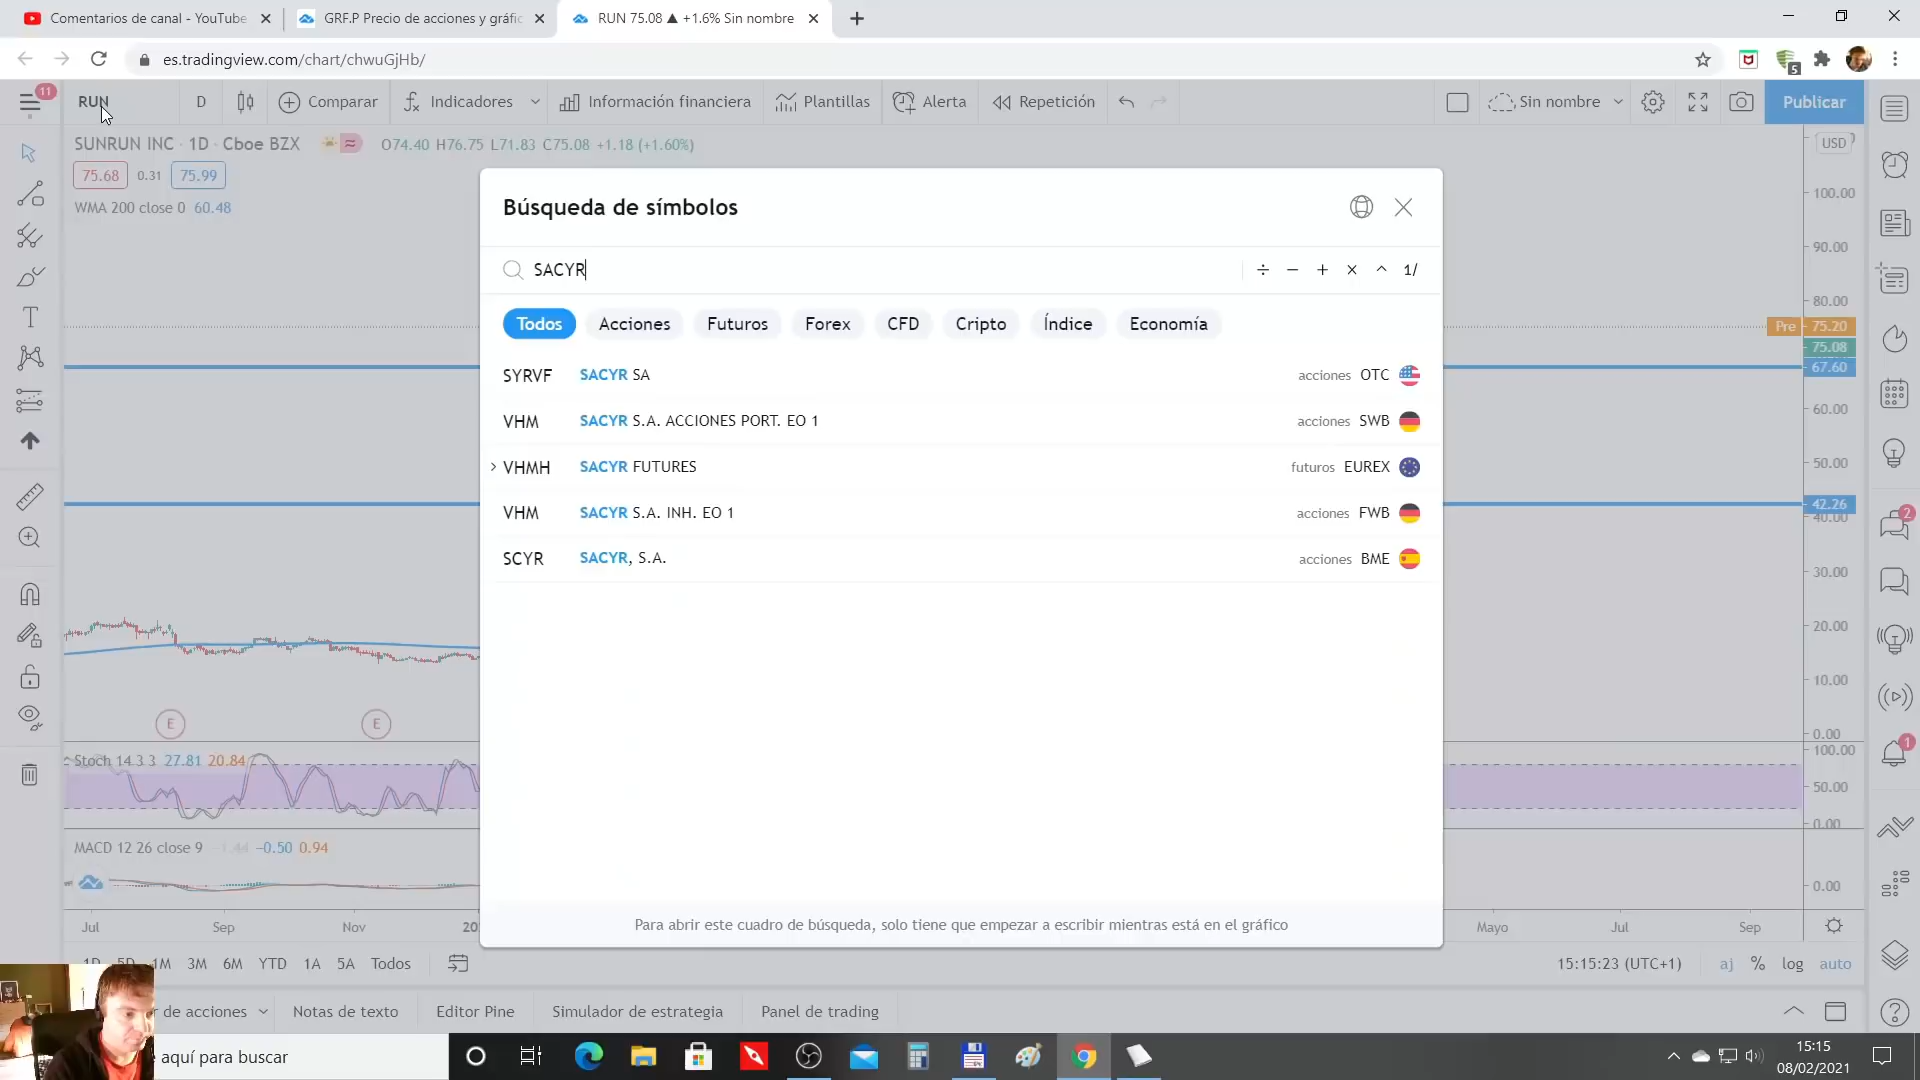 Comentarios de canal - YouTube
GRF.P Precio de acciones y gráfic
RUN 75.08 ▲ +1.6% Sin nombre
es.tradingview.com/chart/chwuGjHb/
5
11
RUN
D
Comparar
Indicadores
Información financiera
Plantillas
Alerta
Repetición
Sin nombre
Publicar
SUNRUN INC · 1D · Cboe BZX
O74.40 H76.75 L71.83 C75.08 +1.18 (+1.60%)
USD
75.68
0.31
75.99
WMA 200 close 0 60.48
Búsqueda de símbolos
SACYR
÷ − + × ^ 1/
Todos
Acciones
Futuros
Forex
CFD
Cripto
Índice
Economía
SYRVF SACYR SA acciones OTC
VHM SACYR S.A. ACCIONES PORT. EO 1 acciones SWB
VHMH SACYR FUTURES futuros EUREX
VHM SACYR S.A. INH. EO 1 acciones FWB
SCYR SACYR, S.A. acciones BME
Para abrir este cuadro de búsqueda, solo tiene que empezar a escribir mientras está en el gráfico
100.00
90.00
80.00
Pre 75.20
75.08
67.60
60.00
50.00
42.26
40.00
30.00
20.00
10.00
0.00
100.00
50.00
0.00
0.00
2
1
E
E
Stoch 14 3 3 27.81 20.84
MACD 12 26 close 9 −1.44 −0.50 0.94
Jul
Sep
Nov
20
Mayo
Jul
Sep
1D
5D
1M
3M
6M
YTD
1A
5A
Todos
15:15:23 (UTC+1)
aj
%
log
auto
de acciones
Notas de texto
Editor Pine
Simulador de estrategia
Panel de trading
aquí para buscar
15:15
08/02/2021